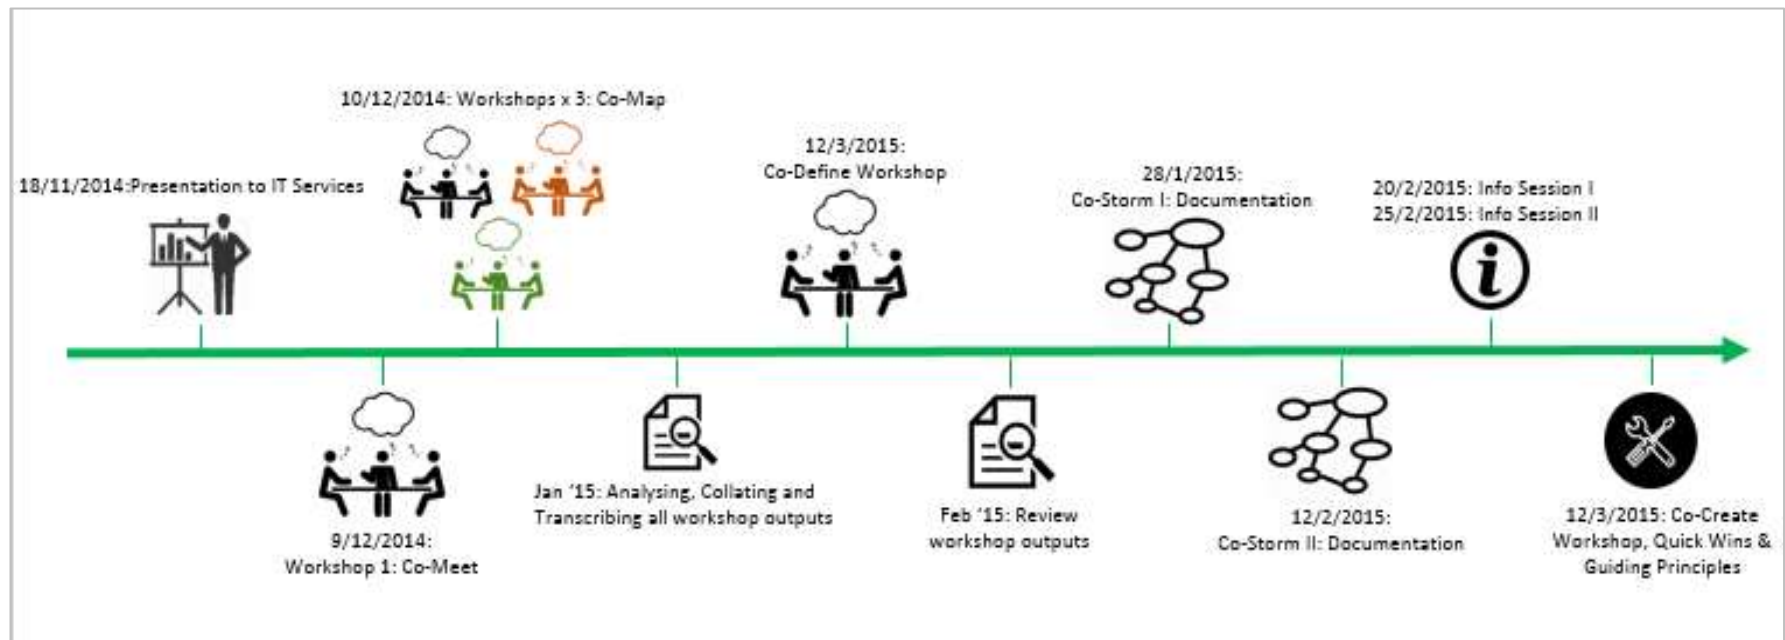 10/12/2014: Workshops x 3: Co-Map
18/11/2014:Presentation to IT Services
12/3/2015:
Co-Define Workshop
28/1/2015:
Co-Storm I: Documentation
20/2/2015: Info Session I
25/2/2015: Info Session II
9/12/2014:
Workshop 1: Co-Meet
Jan '15: Analysing, Collating and
Transcribing all workshop outputs
Feb '15: Review
workshop outputs
12/2/2015:
Co-Storm II: Documentation
12/3/2015: Co-Create
Workshop, Quick Wins &
Guiding Principles